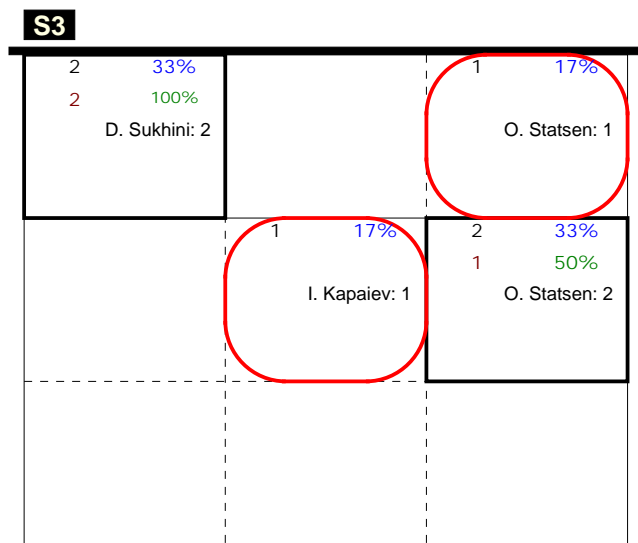 S3
2 33% 1 17%
2 100%
D. Sukhini: 2 O. Statsen: 1
1 17% 2 33%
1 50%
I. Kapaiev: 1 O. Statsen: 2